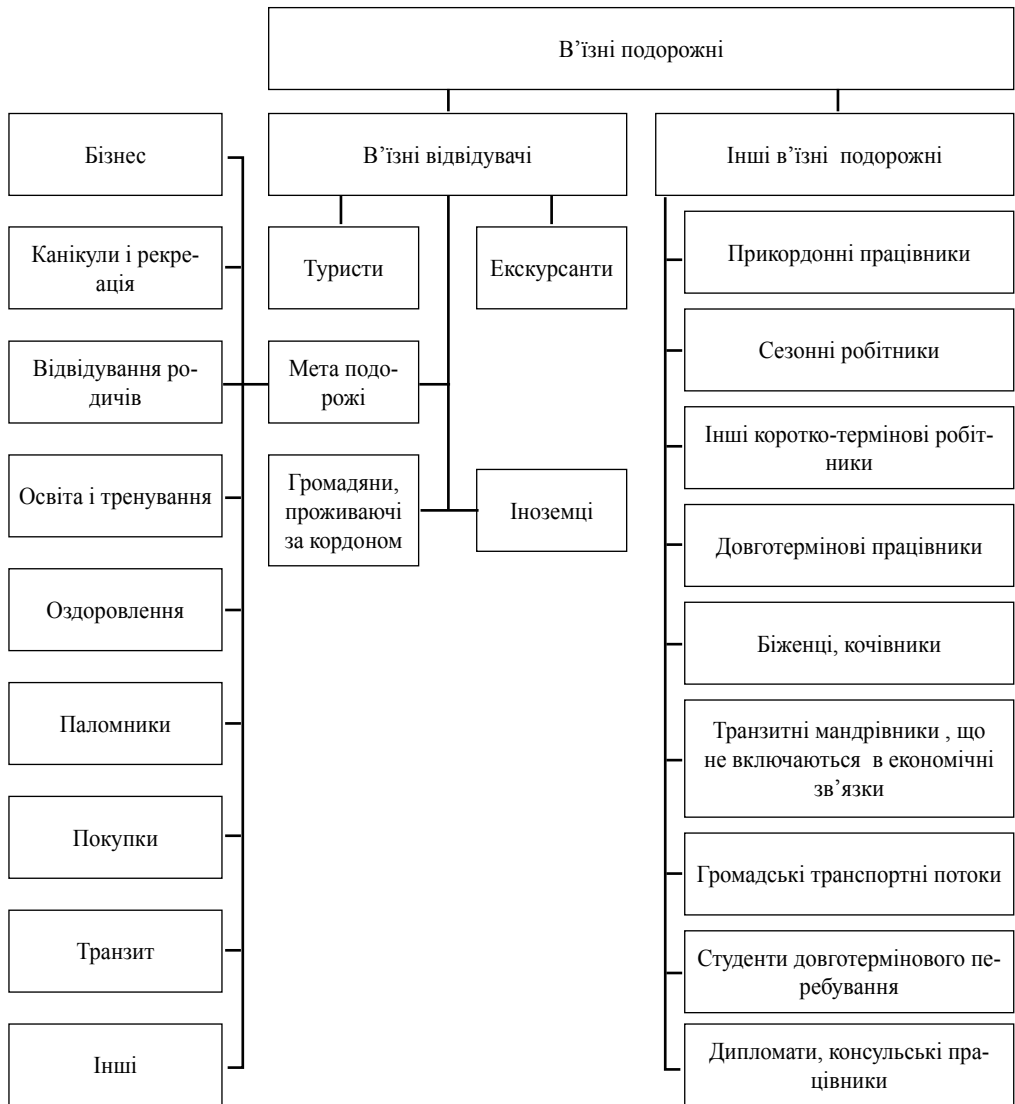 В’їзні подорожні
Бізнес
В’їзні відвідувачі
Інші в’їзні подорожні
Канікули і рекре-
ація
Туристи
Екскурсанти
Прикордонні працівники
Відвідування ро-
дичів
Мета подо-
рожі
Сезонні робітники
Інші коротко-термінові робіт-
ники
Освіта і тренування
Громадяни,
проживаючі
за кордоном
Іноземці
Довготермінові працівники
Оздоровлення
Біженці, кочівники
Паломники
Транзитні мандрівники , що
не включаються в економічні
зв’язки
Покупки
Громадські транспортні потоки
Транзит
Студенти довготермінового пе-
ребування
Інші
Дипломати, консульські пра-
цівники